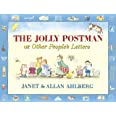 THE JOLLY POSTMAN
or Other People's Letters
JANET & ALLAN AHLBERG